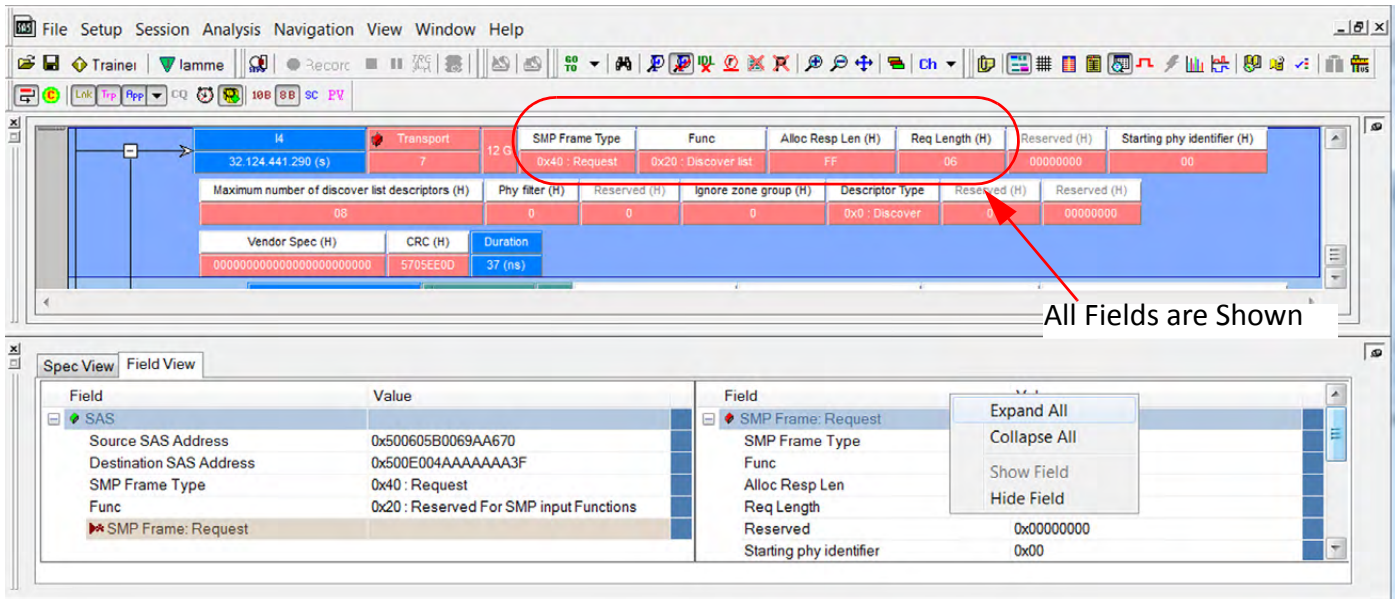 SAS File Setup Session Analysis Navigation View Window Help
Trainer lamme Record GO TO Ch
Lnk Trp App CQ 10B 8B SC PV
I4 Transport 12 G SMP Frame Type Func Alloc Resp Len (H) Req Length (H) Reserved (H) Starting phy identifier (H)
32.124.441.290 (s) 7 0x40 : Request 0x20 : Discover list FF 06 00000000 00
Maximum number of discover list descriptors (H) Phy filter (H) Reserved (H) Ignore zone group (H) Descriptor Type Reserved (H) Reserved (H)
08 0 0 0 0x0 : Discover 0 00000000
Vendor Spec (H) CRC (H) Duration
000000000000000000000000 5705EE0D 37 (ns)
All Fields are Shown
Spec View Field View
Field Value Field
SAS SMP Frame: Request Expand All
Source SAS Address 0x500605B0069AA670 SMP Frame Type Collapse All
Destination SAS Address 0x500E004AAAAAAA3F Func Show Field
SMP Frame Type 0x40 : Request Alloc Resp Len Hide Field
Func 0x20 : Reserved For SMP input Functions Req Length
SMP Frame: Request Reserved 0x00000000
Starting phy identifier 0x00